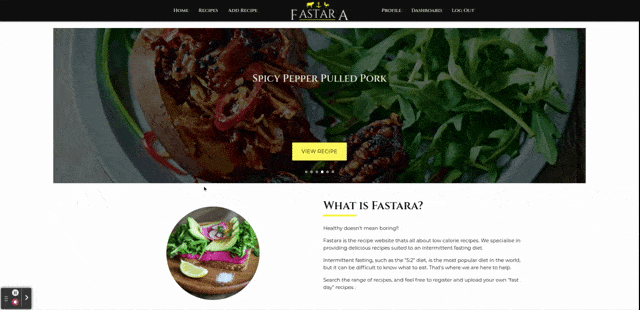 Home Recipes Add Recipe FASTARA Profile Dashboard Log Out
Spicy Pepper Pulled Pork
VIEW RECIPE
What is Fastara?
Healthy doesn't mean boring?
Fastara is the recipe website thats all about low calorie recipes. We specialise in
providing delicious recipes suited to an intermittent fasting diet.
Intermittent fasting, such as the "5:2" diet, is the most popular diet in the world,
but it can be difficult to know what to eat. That's where we are here to help.
Search the range of recipes, and feel free to register and upload your own "fast
day" recipes.